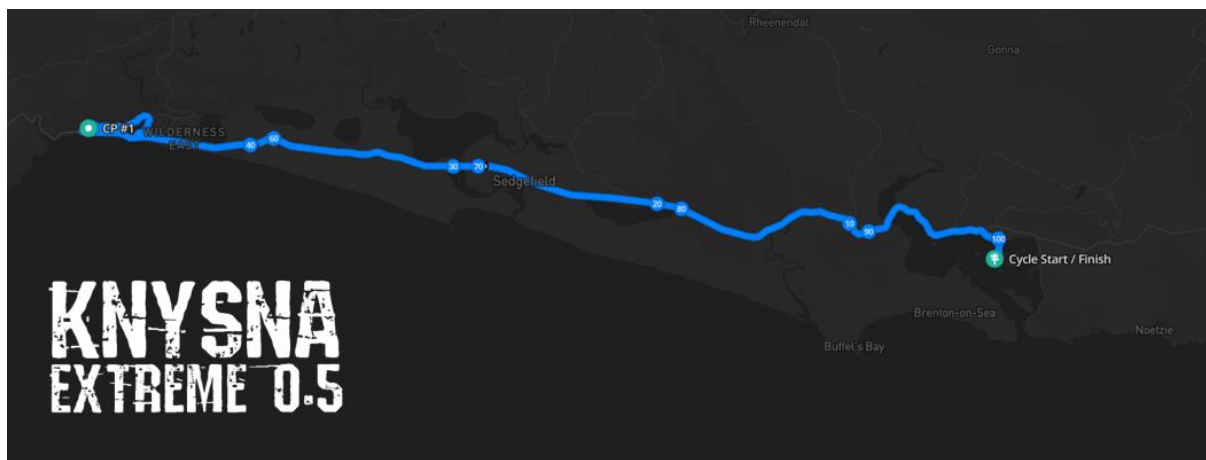 Rheenendal
Gonna
CP #1
WILDERNESS
EAST
40
60
30
70
Sedgefield
20
80
10
90
100
Cycle Start / Finish
Brenton-on-Sea
Noetzie
Buffel's Bay
KNYSNA
EXTREME 0.5